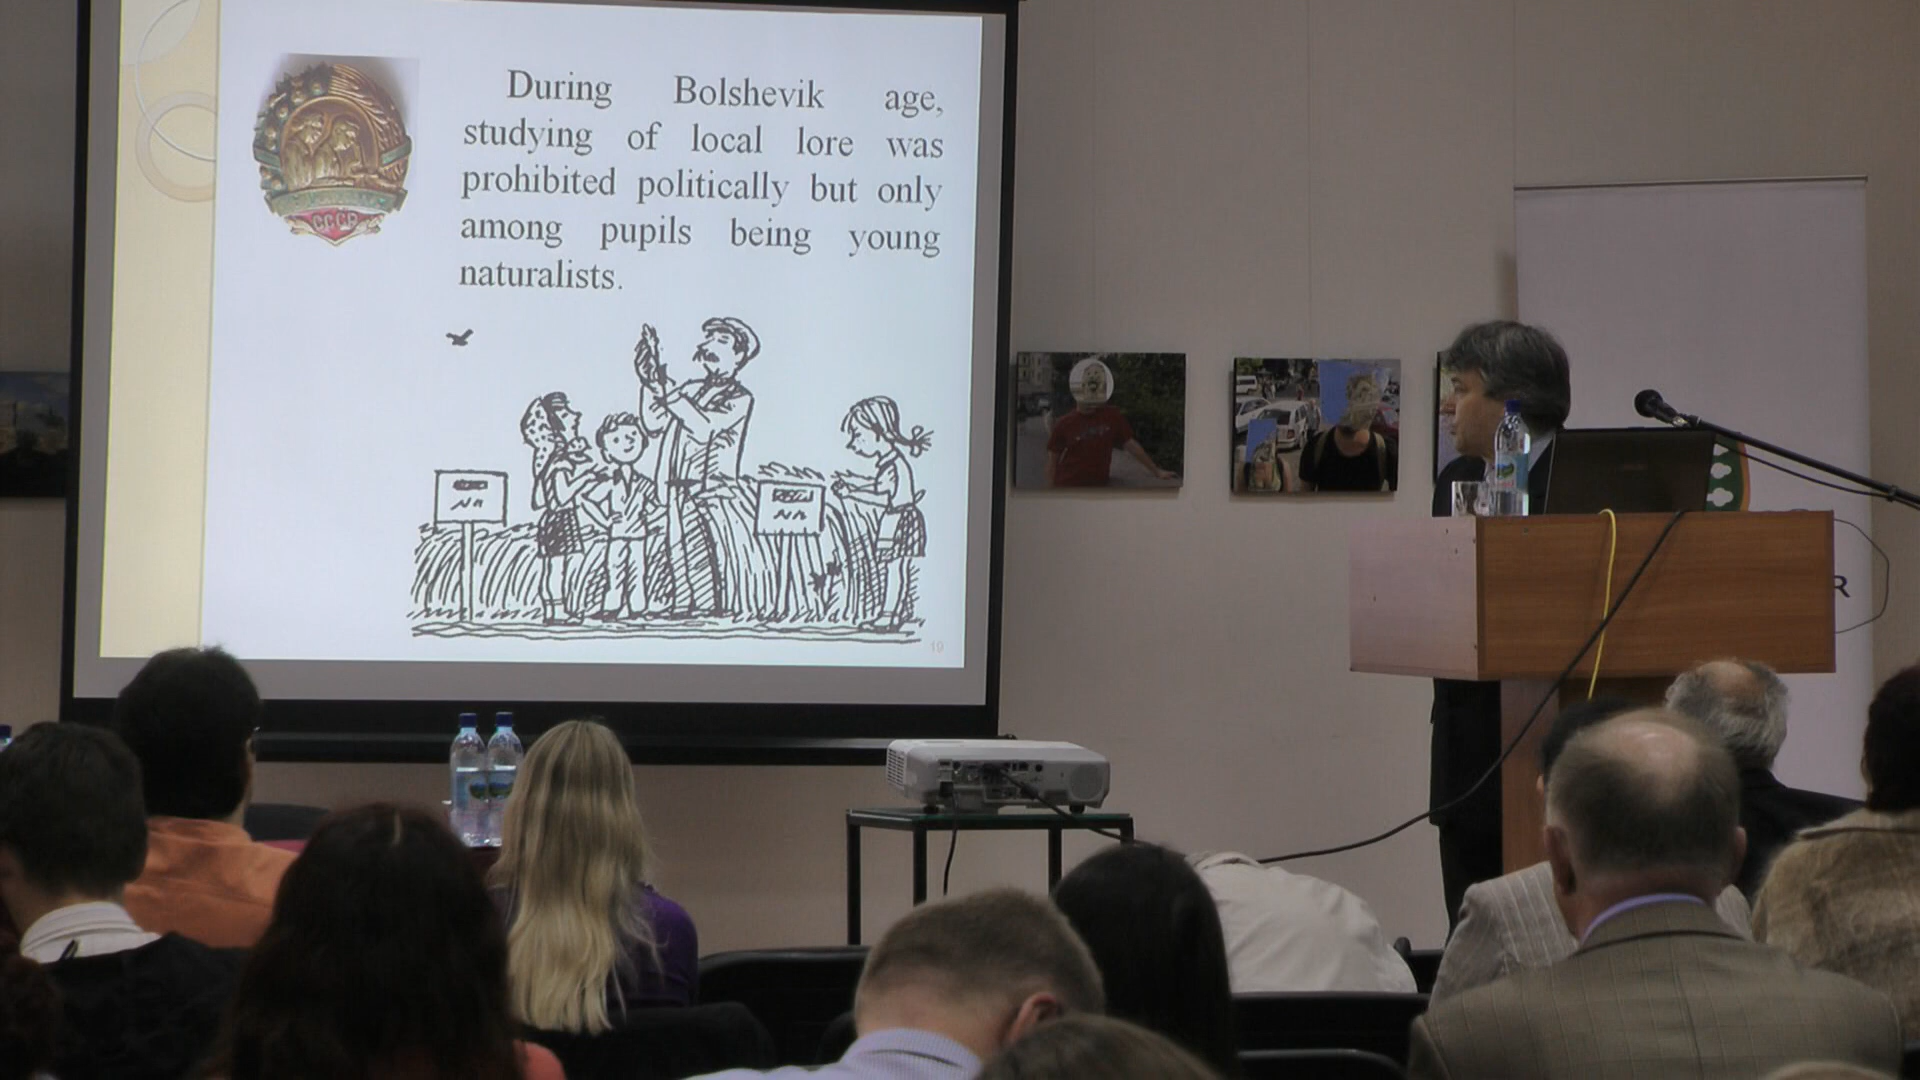 During Bolshevik age,
studying of local lore was
prohibited politically but only
among pupils being young
naturalists.
СССР
19
R